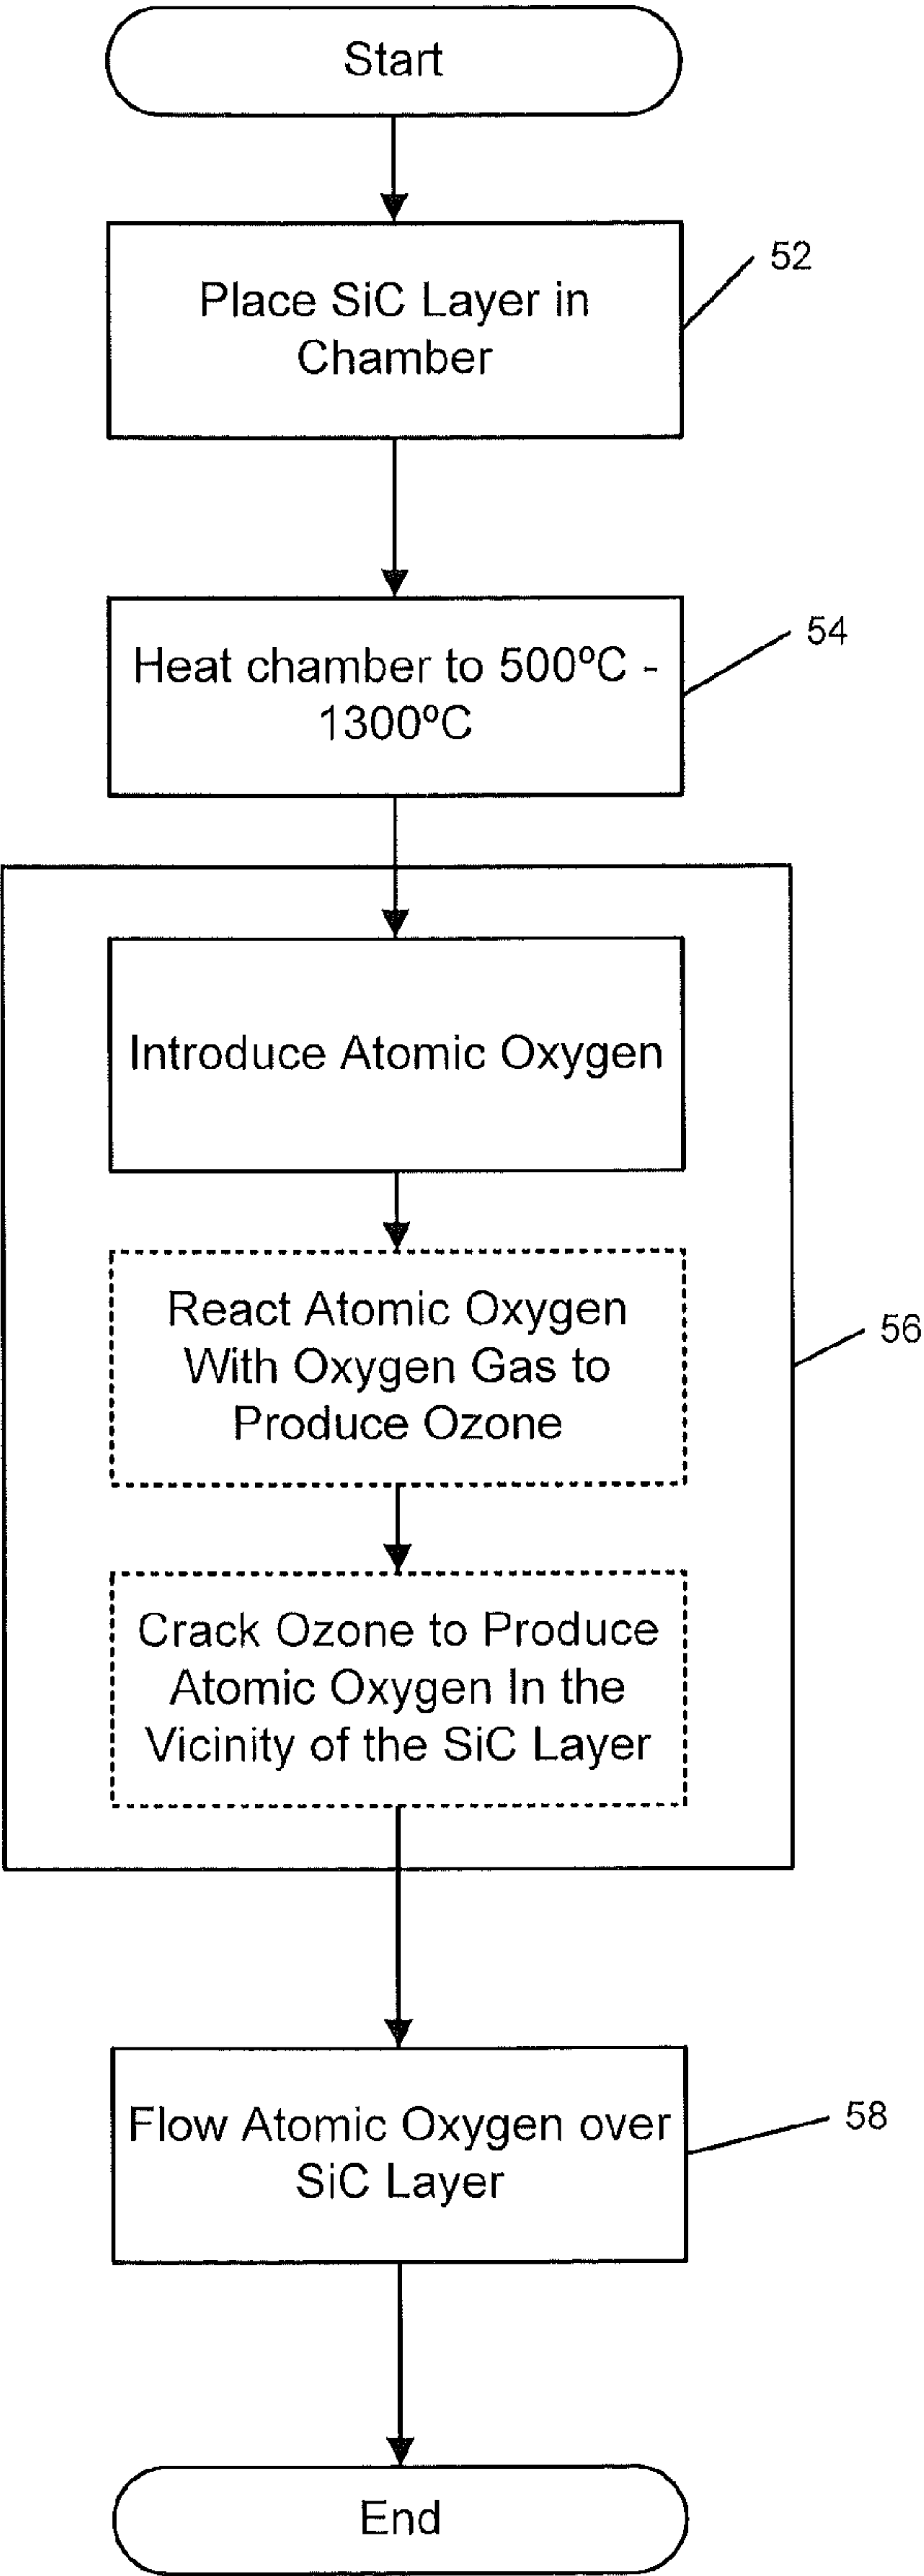 Start
Place SiC Layer in
Chamber
52
Heat chamber to 500ºC -
1300ºC
54
Introduce Atomic Oxygen
React Atomic Oxygen
With Oxygen Gas to
Produce Ozone
56
Crack Ozone to Produce
Atomic Oxygen In the
Vicinity of the SiC Layer
Flow Atomic Oxygen over
SiC Layer
58
End